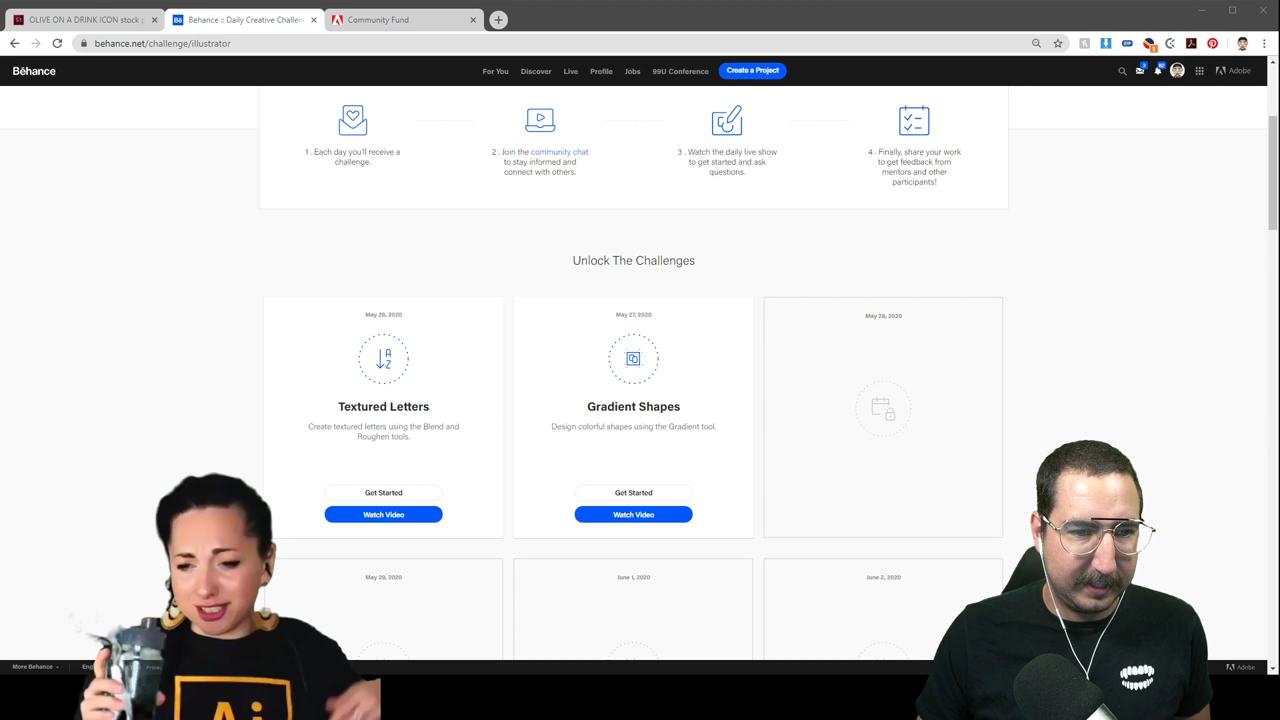 OLIVE ON A DRINK ICON stock
Behance :: Daily Creative Challen
Community Fund
behance.net/challenge/illustrator
Bēhance
For You
Discover
Live
Profile
Jobs
99U Conference
Create a Project
Adobe
1 . Each day you'll receive a
challenge.
2 . Join the community chat
to stay informed and
connect with others.
3 . Watch the daily live show
to get started and ask
questions.
4 . Finally, share your work
to get feedback from
mentors and other
participants!
Unlock The Challenges
May 26, 2020
A
Z
Textured Letters
Create textured letters using the Blend and
Roughen tools.
Get Started
Watch Video
May 27, 2020
Gradient Shapes
Design colorful shapes using the Gradient tool.
Get Started
Watch Video
May 28, 2020
May 29, 2020
June 1, 2020
June 2, 2020
More Behance
Adobe
Ai